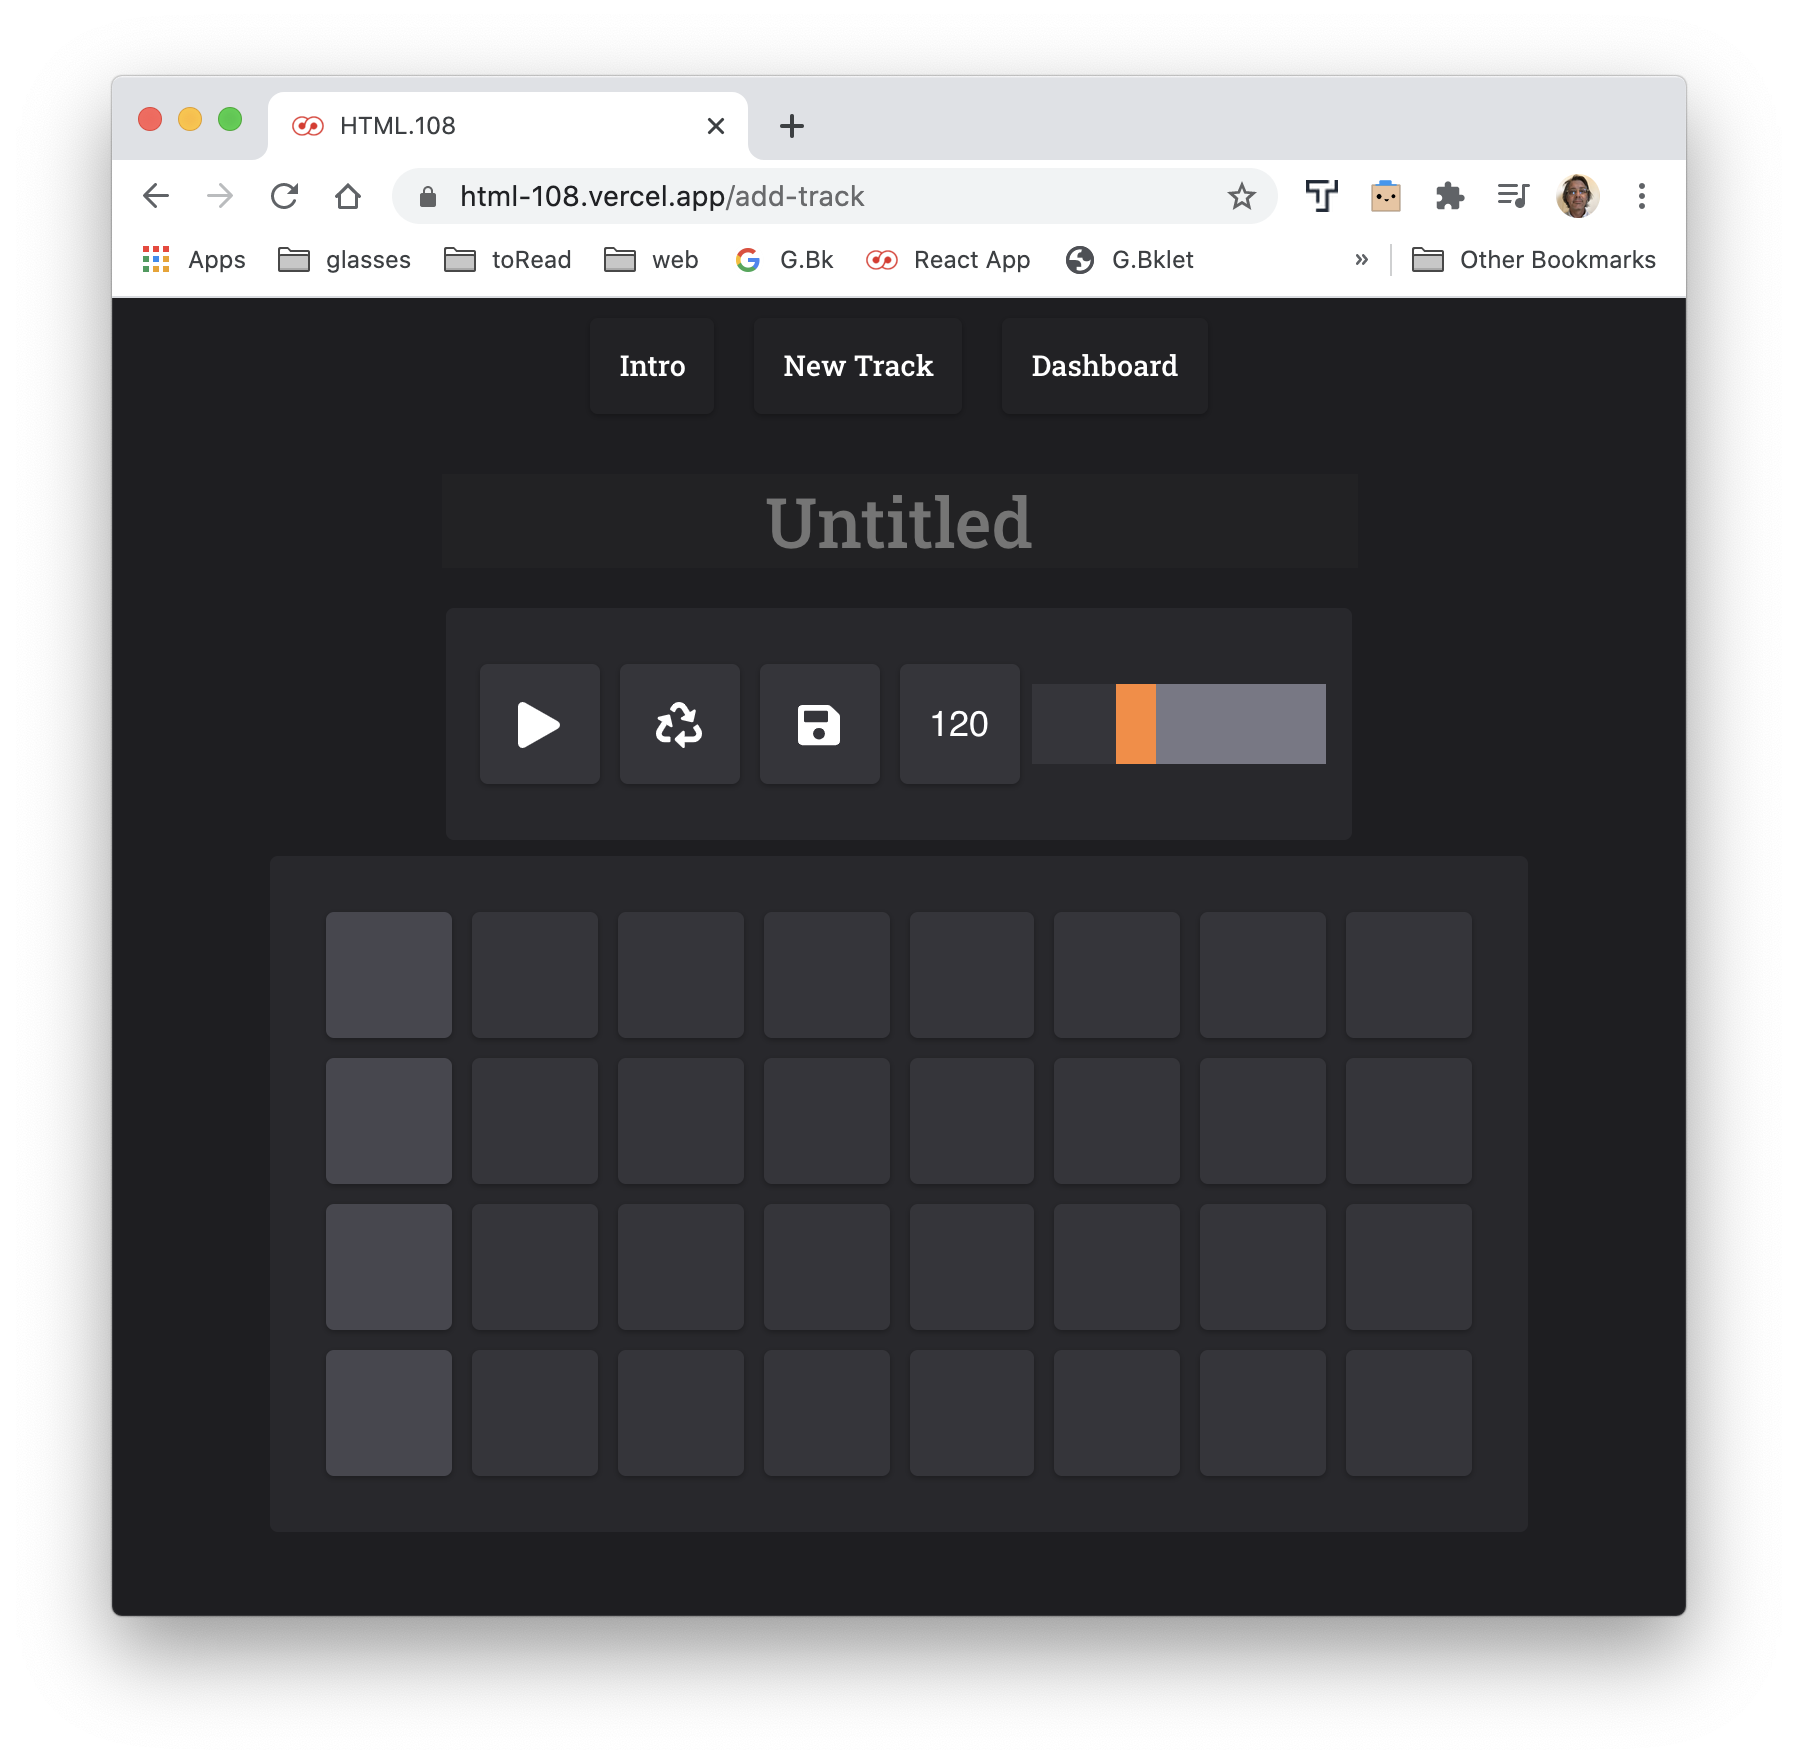 HTML.108
html-108.vercel.app/add-track
Apps glasses toRead web G.Bk React App G.Bklet » Other Bookmarks
Intro New Track Dashboard
Untitled
120